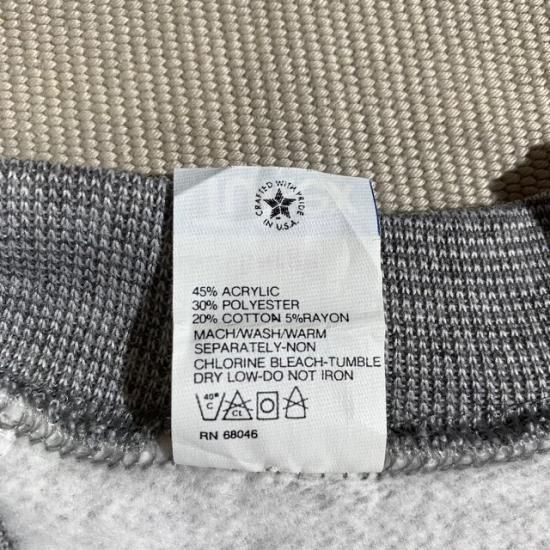 CRAFTED WITH PRIDE
IN U.S.A.
45% ACRYLIC
30% POLYESTER
20% COTTON 5%RAYON
MACH/WASH/WARM
SEPARATELY-NON
CHLORINE BLEACH-TUMBLE
DRY LOW-DO NOT IRON
40°
C CL
RN 68046